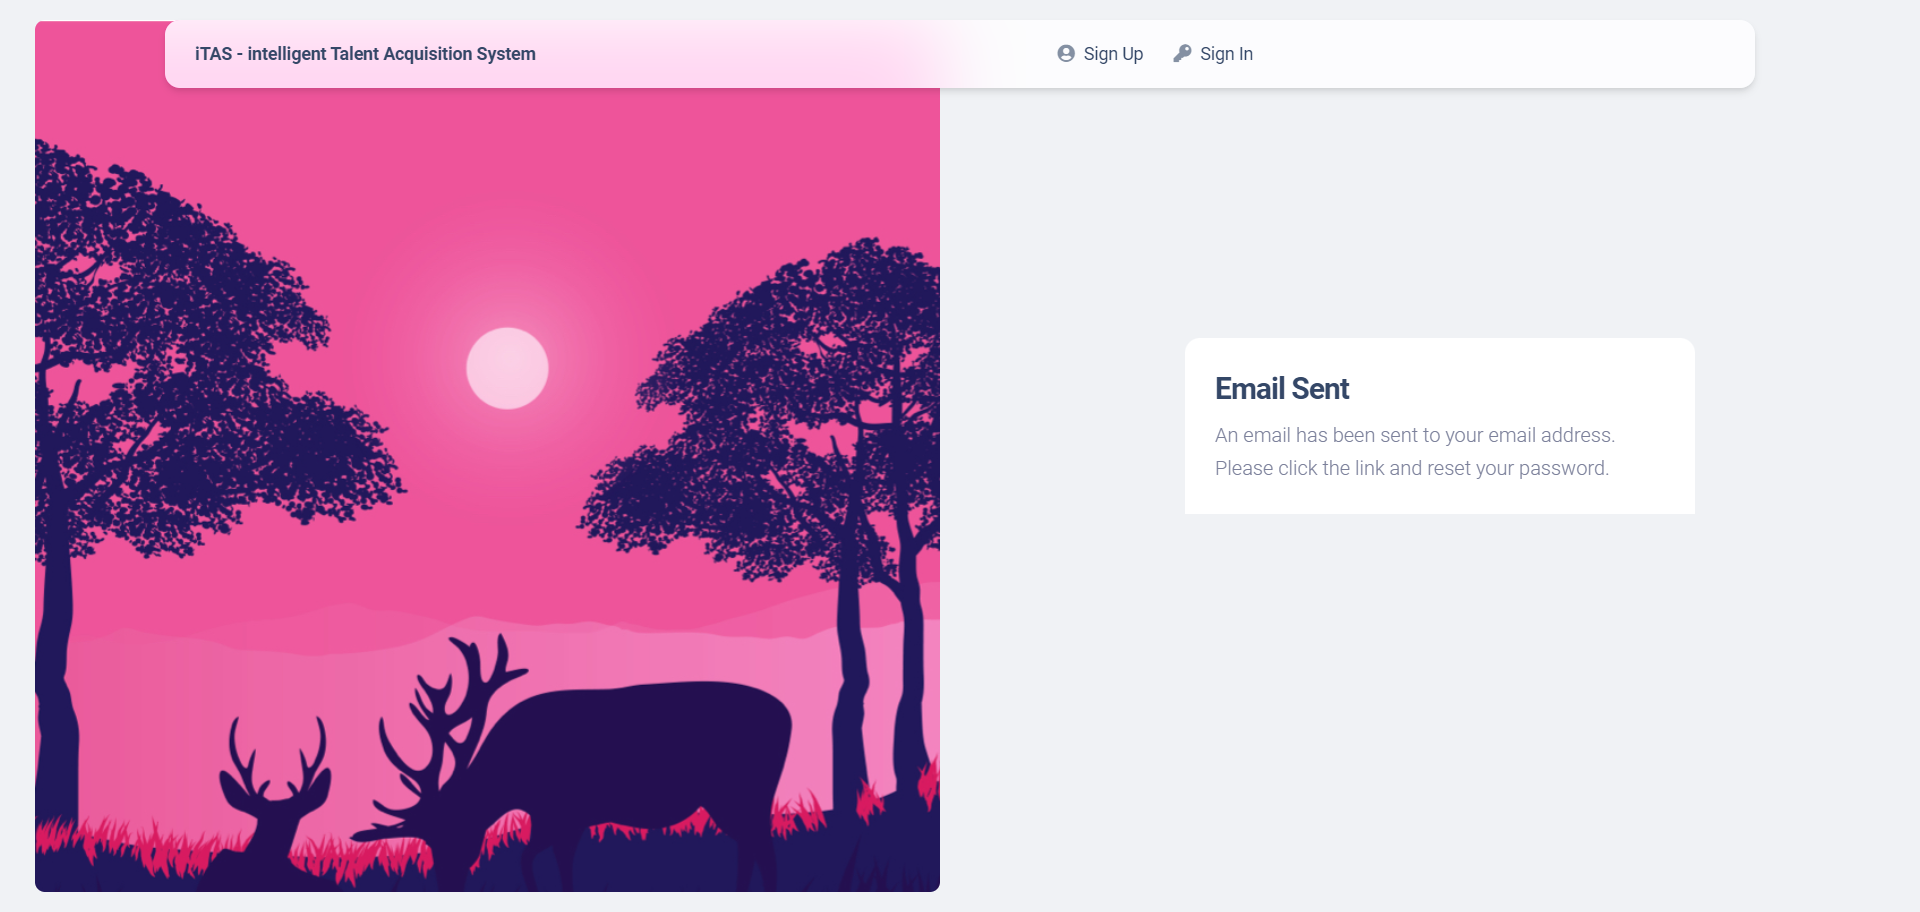 iTAS - intelligent Talent Acquisition System
Sign Up
Sign In
Email Sent
An email has been sent to your email address.
Please click the link and reset your password.